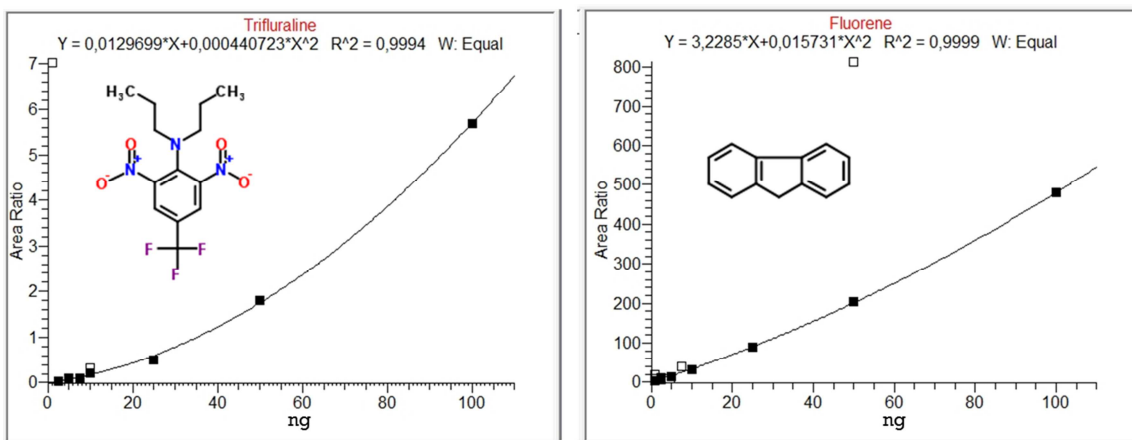 Trifluraline
Y = 0,0129699*X+0,000440723*X^2 R^2 = 0,9994 W: Equal
7
6
5
4
3
2
1
0
Area Ratio
0 20 40 60 80 100
ng
H₃C CH₃
N
O O
N⁺ N⁺
O⁻ O⁻
F F
F
Fluorene
Y = 3,2285*X+0,015731*X^2 R^2 = 0,9999 W: Equal
800
700
600
500
400
300
200
100
0
Area Ratio
0 20 40 60 80 100
ng